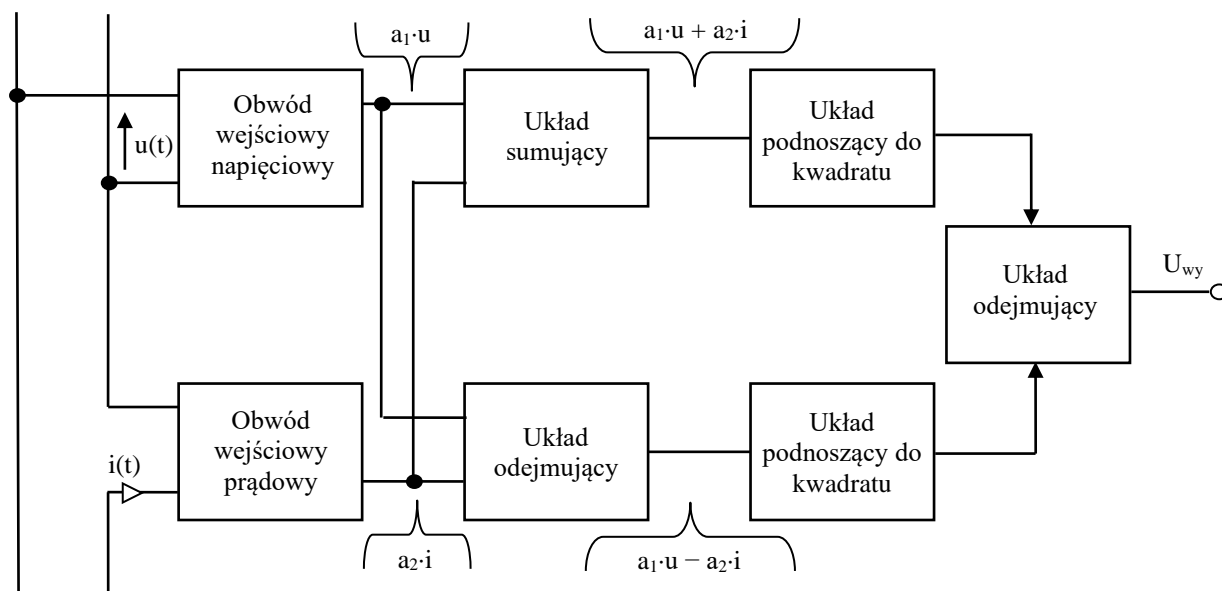 a₁·u
a₁·u + a₂·i
Obwód
wejściowy
napięciowy
u(t)
Układ
sumujący
Układ
podnoszący do
kwadratu
Układ
odejmujący
U_wy
Obwód
wejściowy
prądowy
i(t)
Układ
odejmujący
Układ
podnoszący do
kwadratu
a₂·i
a₁·u − a₂·i